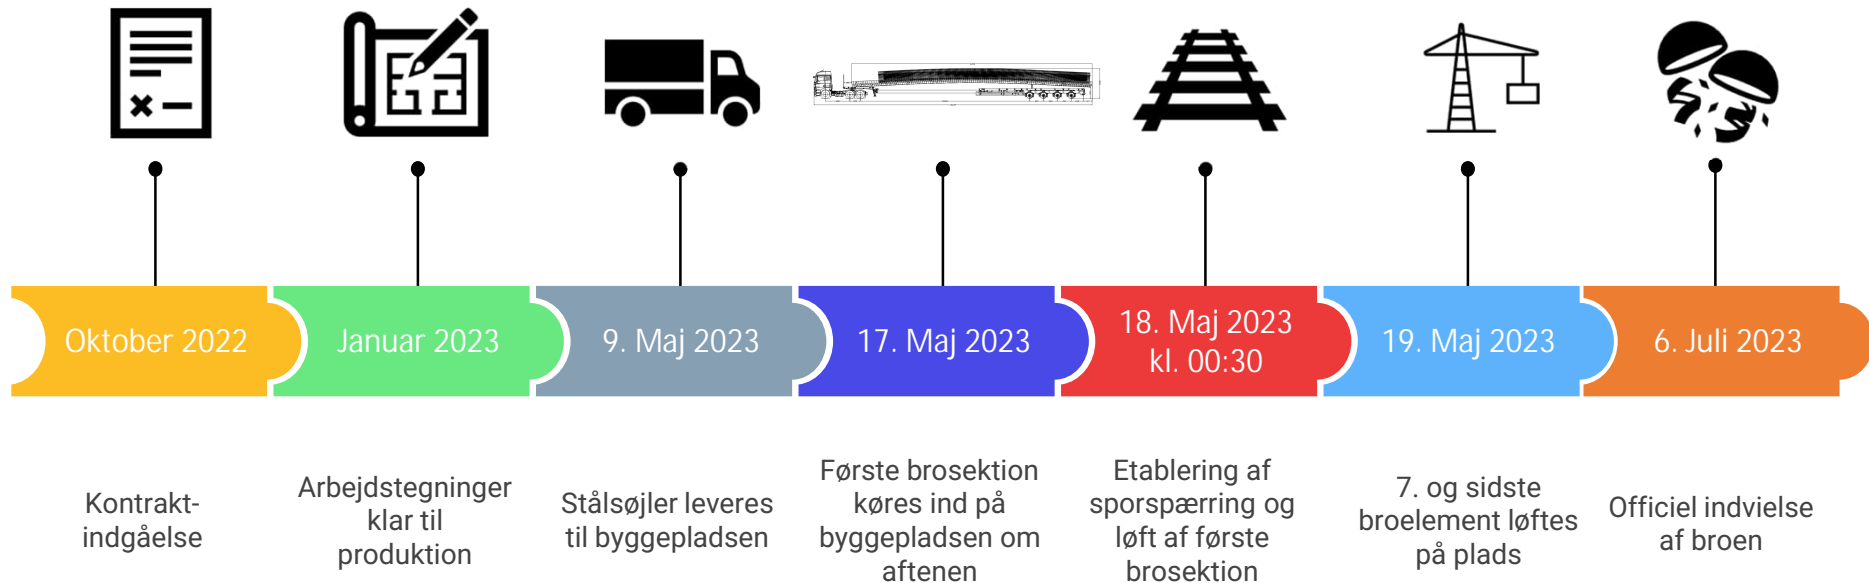 Oktober 2022
Januar 2023
9. Maj 2023
17. Maj 2023
18. Maj 2023
kl. 00:30
19. Maj 2023
6. Juli 2023
Kontrakt-
indgåelse
Arbejdstegninger
klar til
produktion
Stålsøjler leveres
til byggepladsen
Første brosektion
køres ind på
byggepladsen om
aftenen
Etablering af
sporspærring og
løft af første
brosektion
7. og sidste
broelement løftes
på plads
Officiel indvielse
af broen